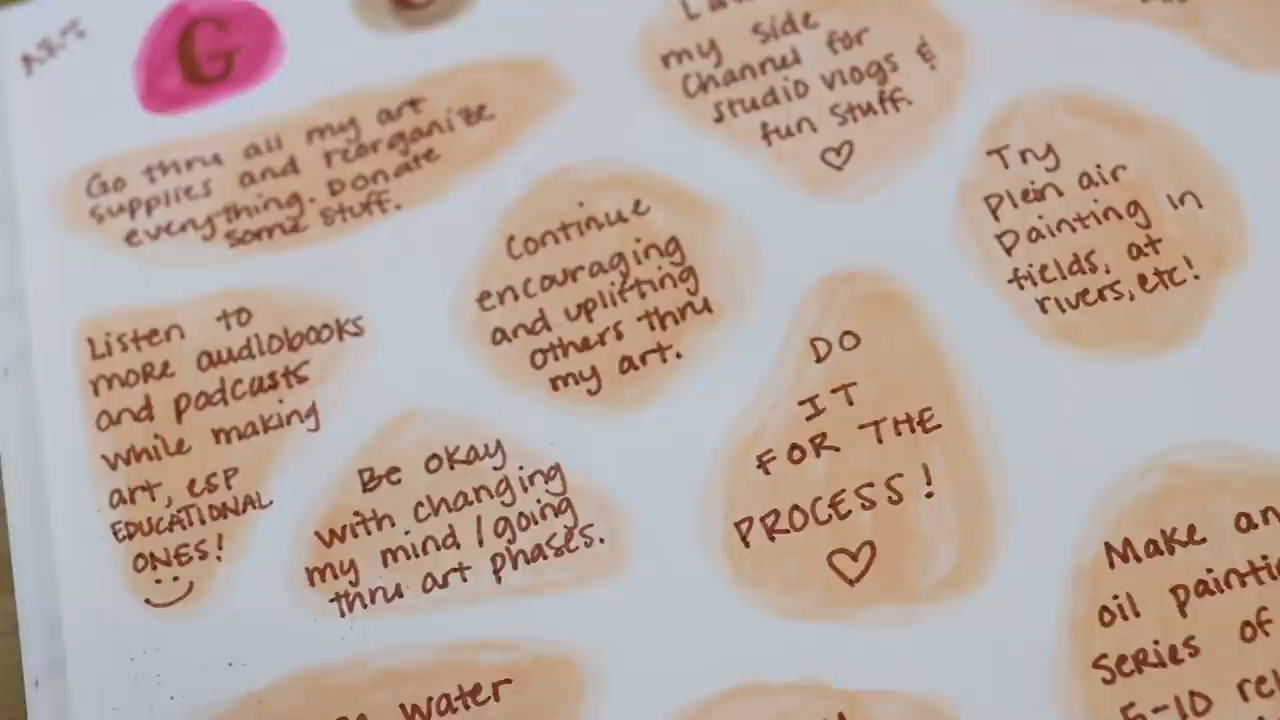 ART
G
Go thru all my art
supplies and reorganize
everything. Donate
some stuff.
my side
Channel for
studio vlogs &
fun stuff.
♡
Try
Plein air
painting in
fields, at
rivers, etc!
Continue
encouraging
and uplifting
others thru
my art.
Listen to
more audiobooks
and podcasts
while making
art, esp
EDUCATIONAL
ONES!
Be okay
with changing
my mind / going
thru art phases.
DO
IT
FOR THE
PROCESS!
♡
Make an
oil
Series of
5-10
water